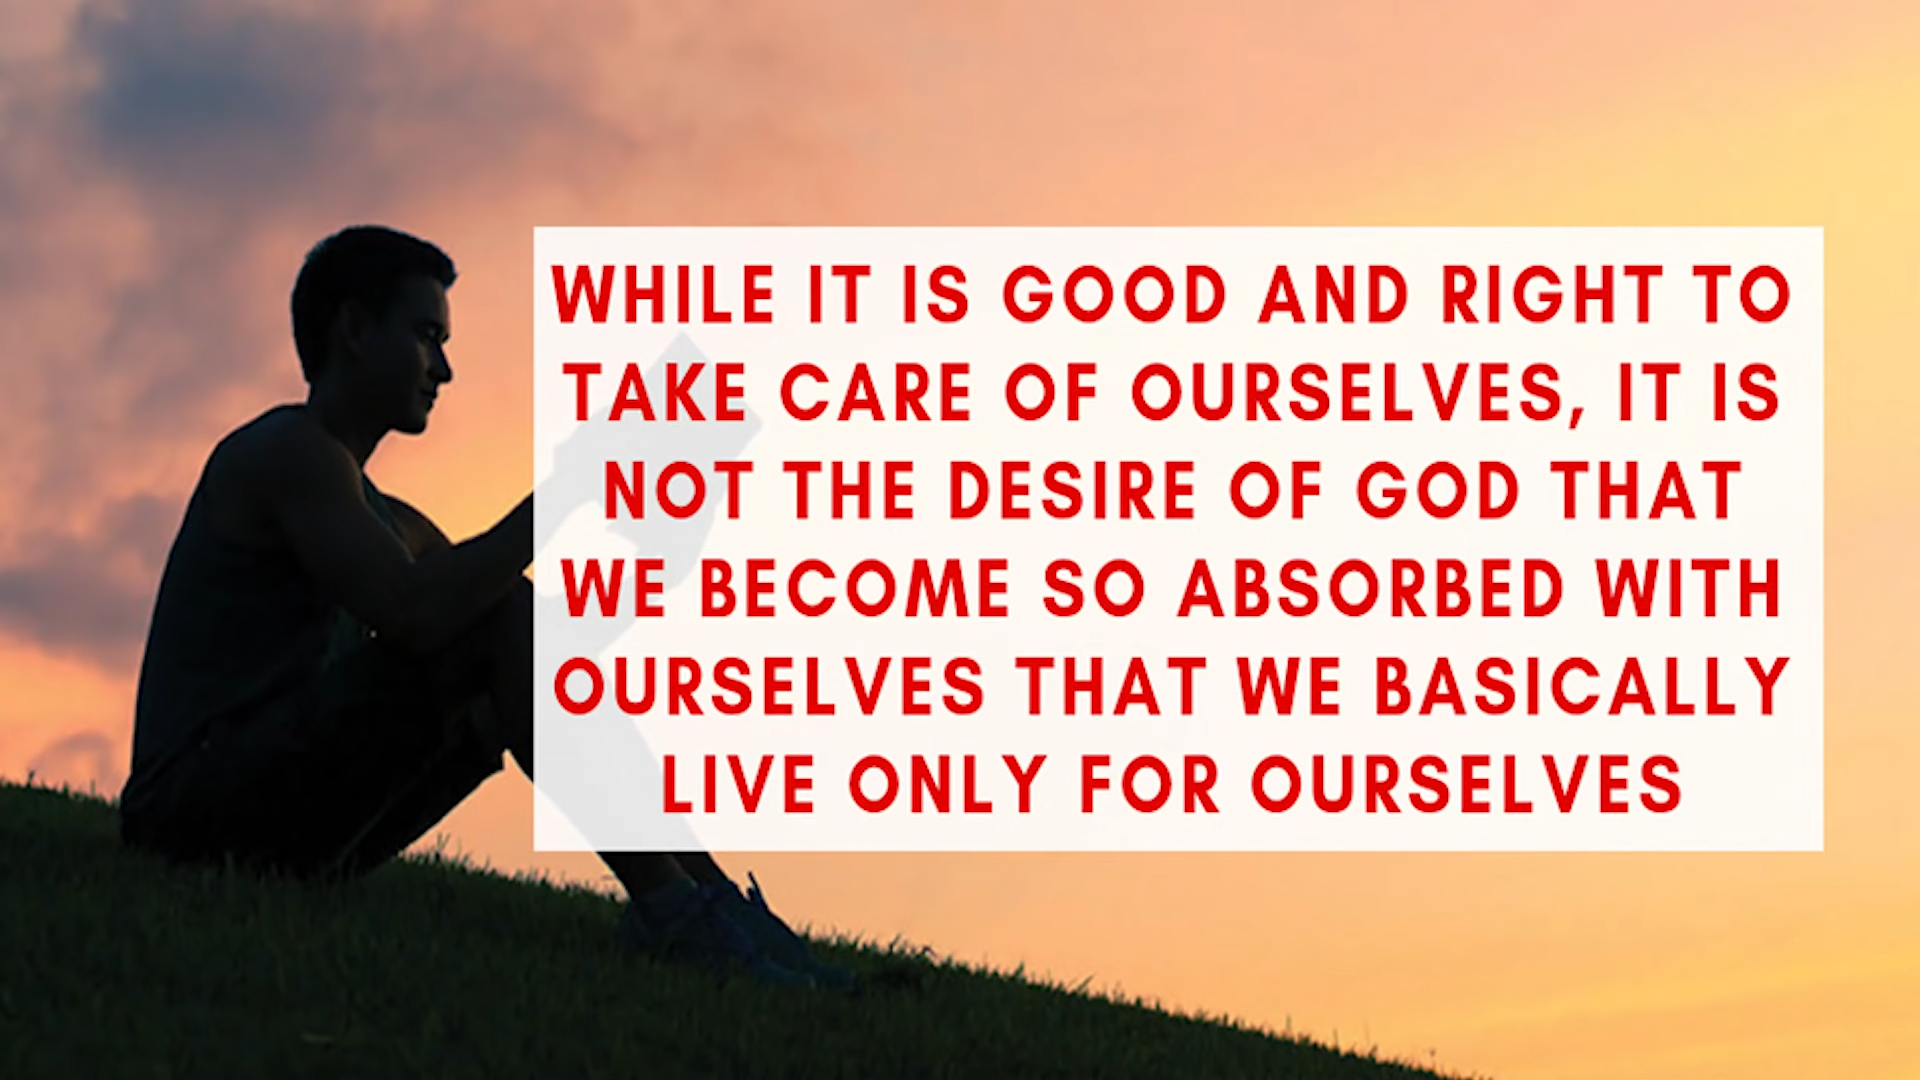 WHILE IT IS GOOD AND RIGHT TO
TAKE CARE OF OURSELVES, IT IS
NOT THE DESIRE OF GOD THAT
WE BECOME SO ABSORBED WITH
OURSELVES THAT WE BASICALLY
LIVE ONLY FOR OURSELVES